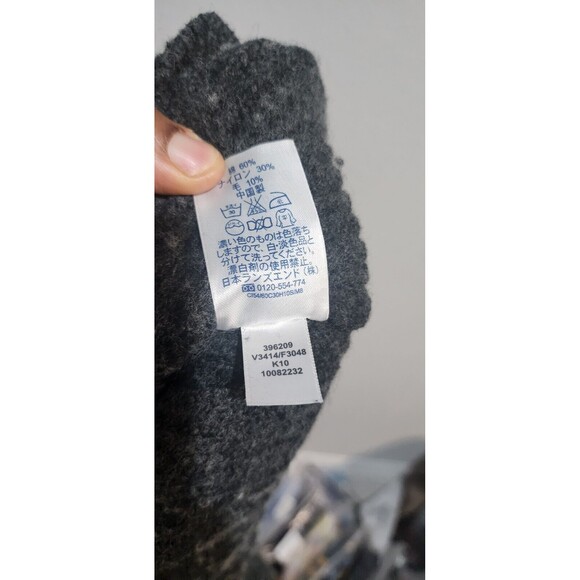 綿 60%
ナイロン 30%
毛 10%
中国製
濃い色のものは色落ち
しますので、白・淡色品と
分けて洗ってください。
漂白剤の使用禁止。
日本ランズエンド(株)
0120-554-774
396209
V3414/F3048
K10
10082232